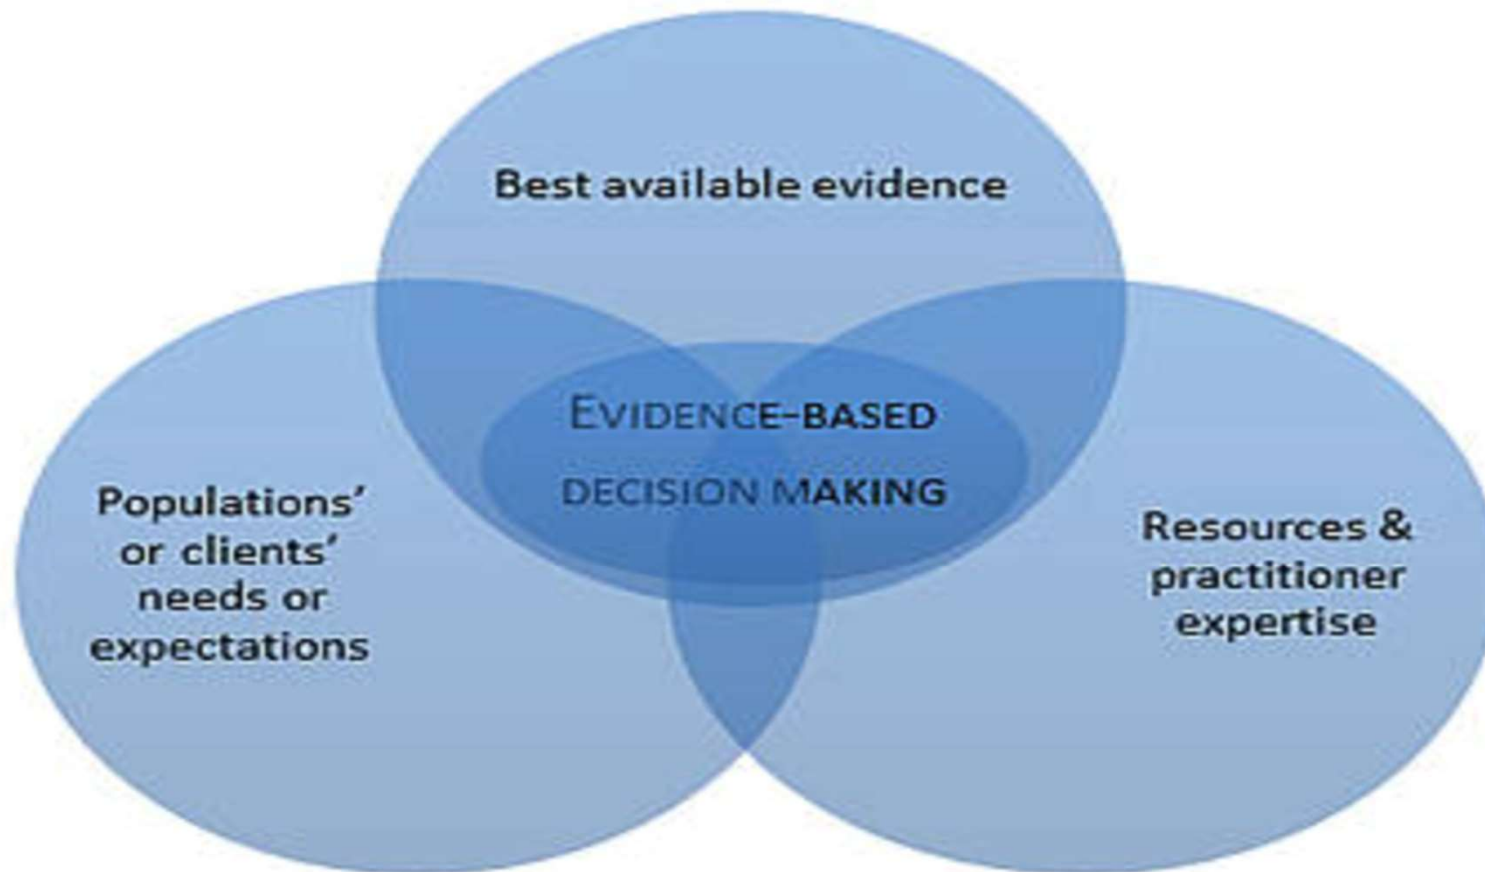 Best available evidence
EVIDENCE-BASED
DECISION MAKING
Populations’
or clients’
needs or
expectations
Resources &
practitioner
expertise